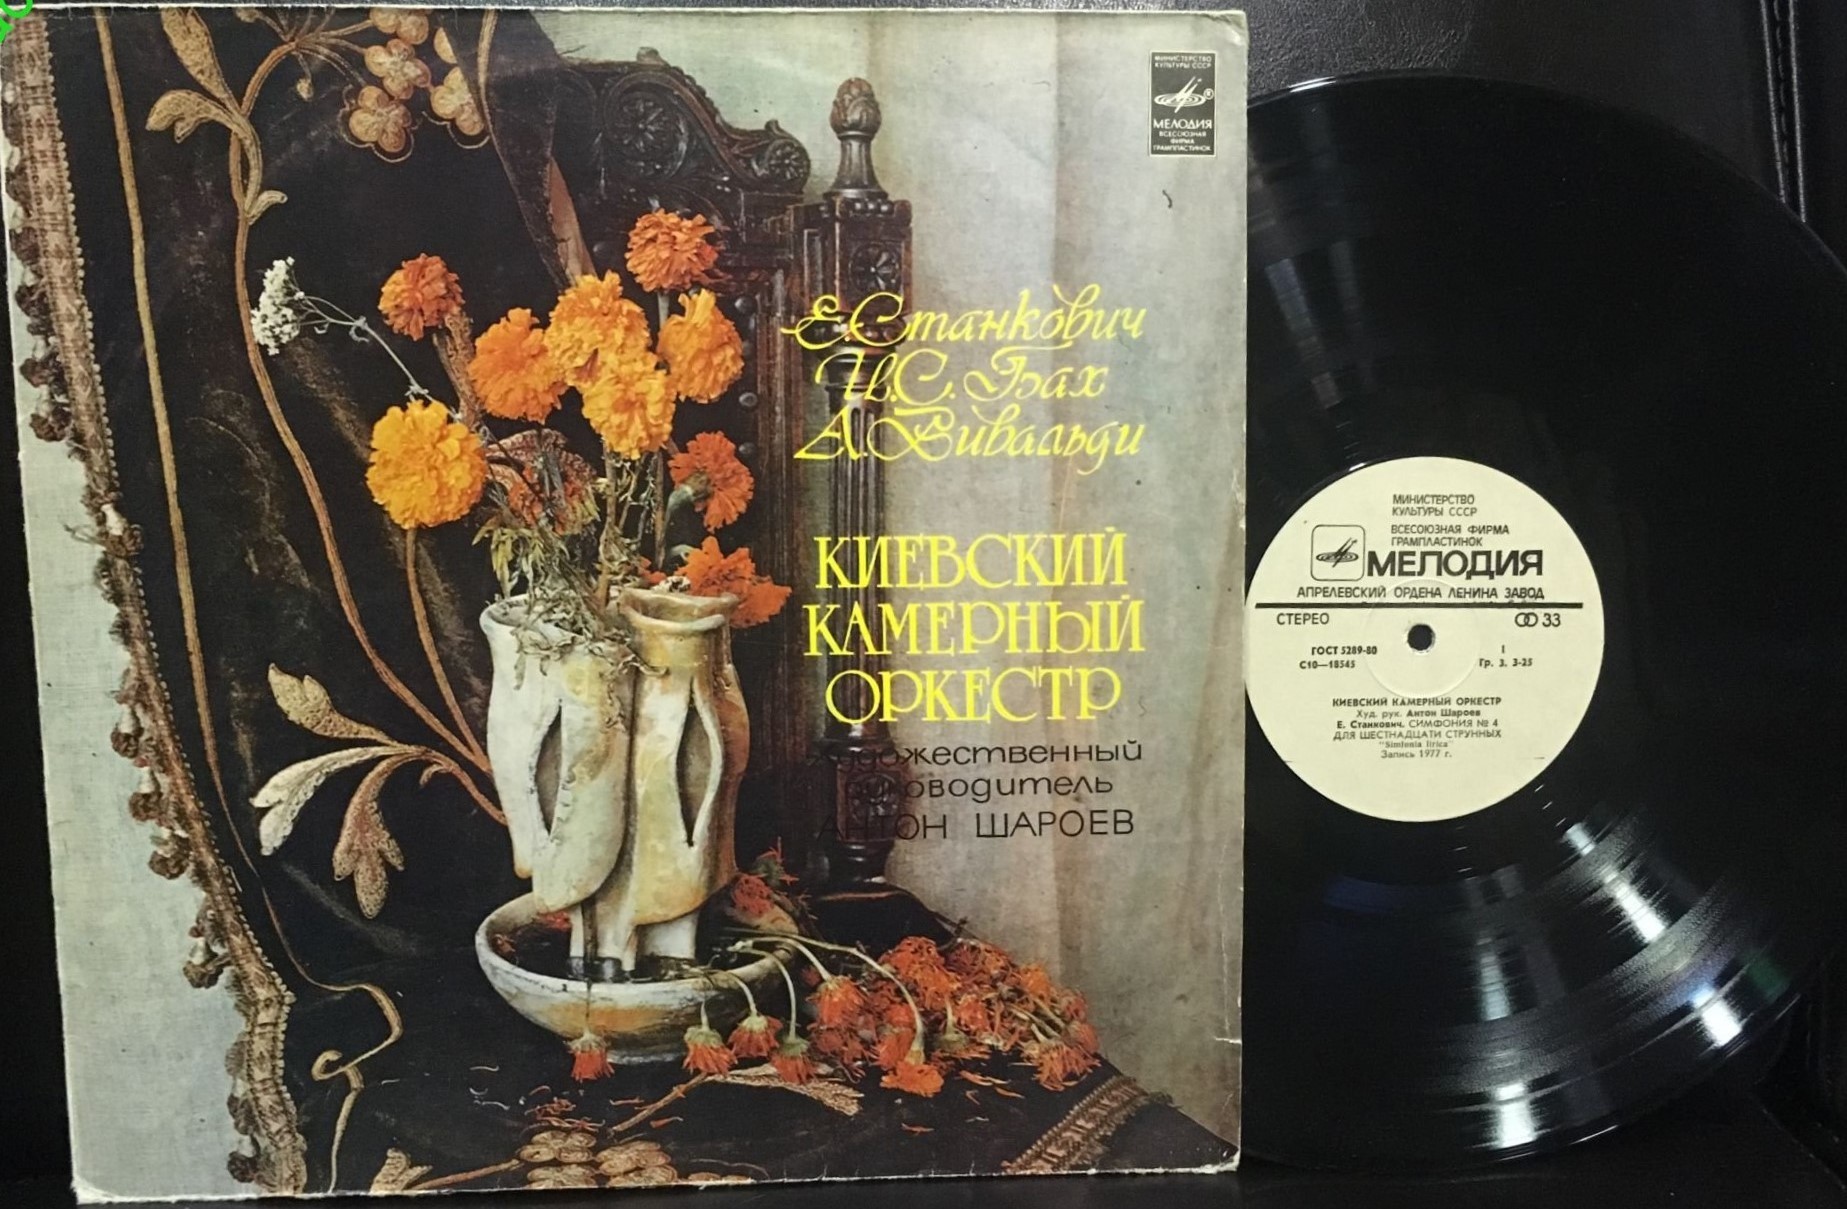 МИНИСТЕРСТВО
КУЛЬТУРЫ СССР
МЕЛОДИЯ
ВСЕСОЮЗНАЯ
ФИРМА
ГРАМПЛАСТИНОК
Е. Станкович
И.С. Бах
А. Вивальди
КИЕВСКИЙ
КАМЕРНЫЙ
ОРКЕСТР
Художественный
руководитель
АНТОН ШАРОЕВ
МИНИСТЕРСТВО
КУЛЬТУРЫ СССР
ВСЕСОЮЗНАЯ ФИРМА
ГРАМПЛАСТИНОК
МЕЛОДИЯ
АПРЕЛЕВСКИЙ ОРДЕНА ЛЕНИНА ЗАВОД
СТЕРЕО 33
ГОСТ 5289-80 1
С10—18545 Гр. 3. 3-25
КИЕВСКИЙ КАМЕРНЫЙ ОРКЕСТР
Худ. рук. Антон Шароев
Е. Станкович. СИМФОНИЯ № 4
ДЛЯ ШЕСТНАДЦАТИ СТРУННЫХ
"Simfonia lirica"
Запись 1977 г.